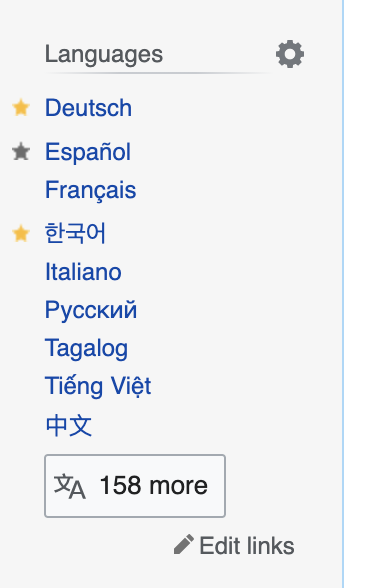 Languages
Deutsch
Español
Français
한국어
Italiano
Русский
Tagalog
Tiếng Việt
中文
文A 158 more
Edit links